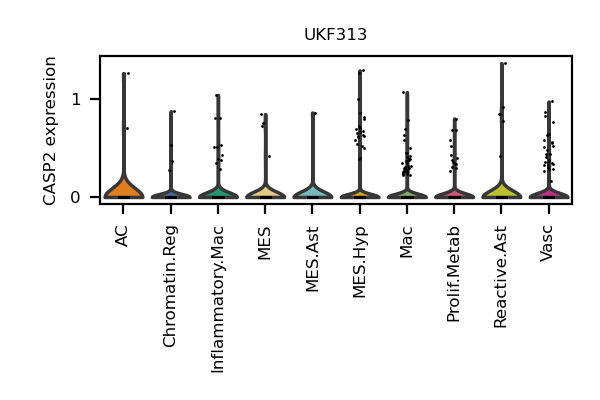 UKF313
CASP2 expression
1
0
AC
Chromatin.Reg
Inflammatory.Mac
MES
MES.Ast
MES.Hyp
Mac
Prolif.Metab
Reactive.Ast
Vasc